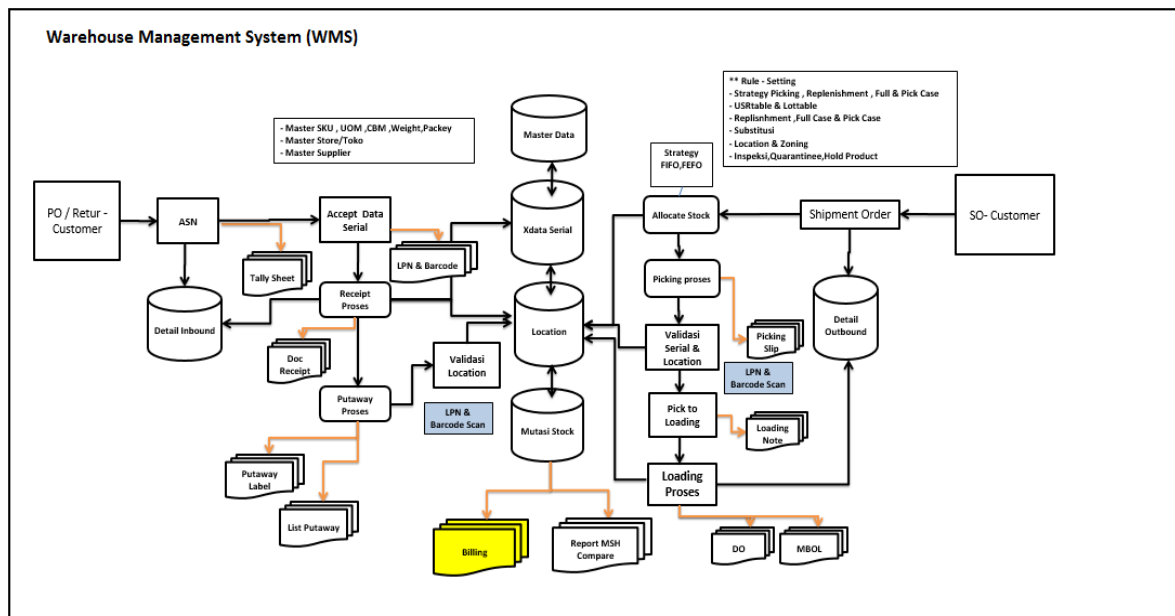 Warehouse Management System (WMS)
** Rule - Setting
- Strategy Picking , Replenishment , Full & Pick Case
- USRtable & Lottable
- Replisnhment ,Full Case & Pick Case
- Substitusi
- Location & Zoning
- Inspeksi,Quarantinee,Hold Product
- Master SKU , UOM ,CBM , Weight,Packey
- Master Store/Toko
- Master Supplier
Master Data
Strategy
FIFO,FEFO
PO / Retur -
Customer
ASN
Accept Data
Serial
Xdata Serial
Allocate Stock
Shipment Order
SO- Customer
Tally Sheet
LPN & Barcode
Picking proses
Receipt
Proses
Detail Inbound
Location
Detail
Outbound
Doc
Receipt
Validasi
Location
Validasi
Serial &
Location
Picking
Slip
LPN &
Barcode Scan
Putaway
Proses
LPN &
Barcode Scan
Mutasi Stock
Pick to
Loading
Loading
Note
Putaway
Label
Loading
Proses
List Putaway
Billing
Report MSH
Compare
DO
MBOL